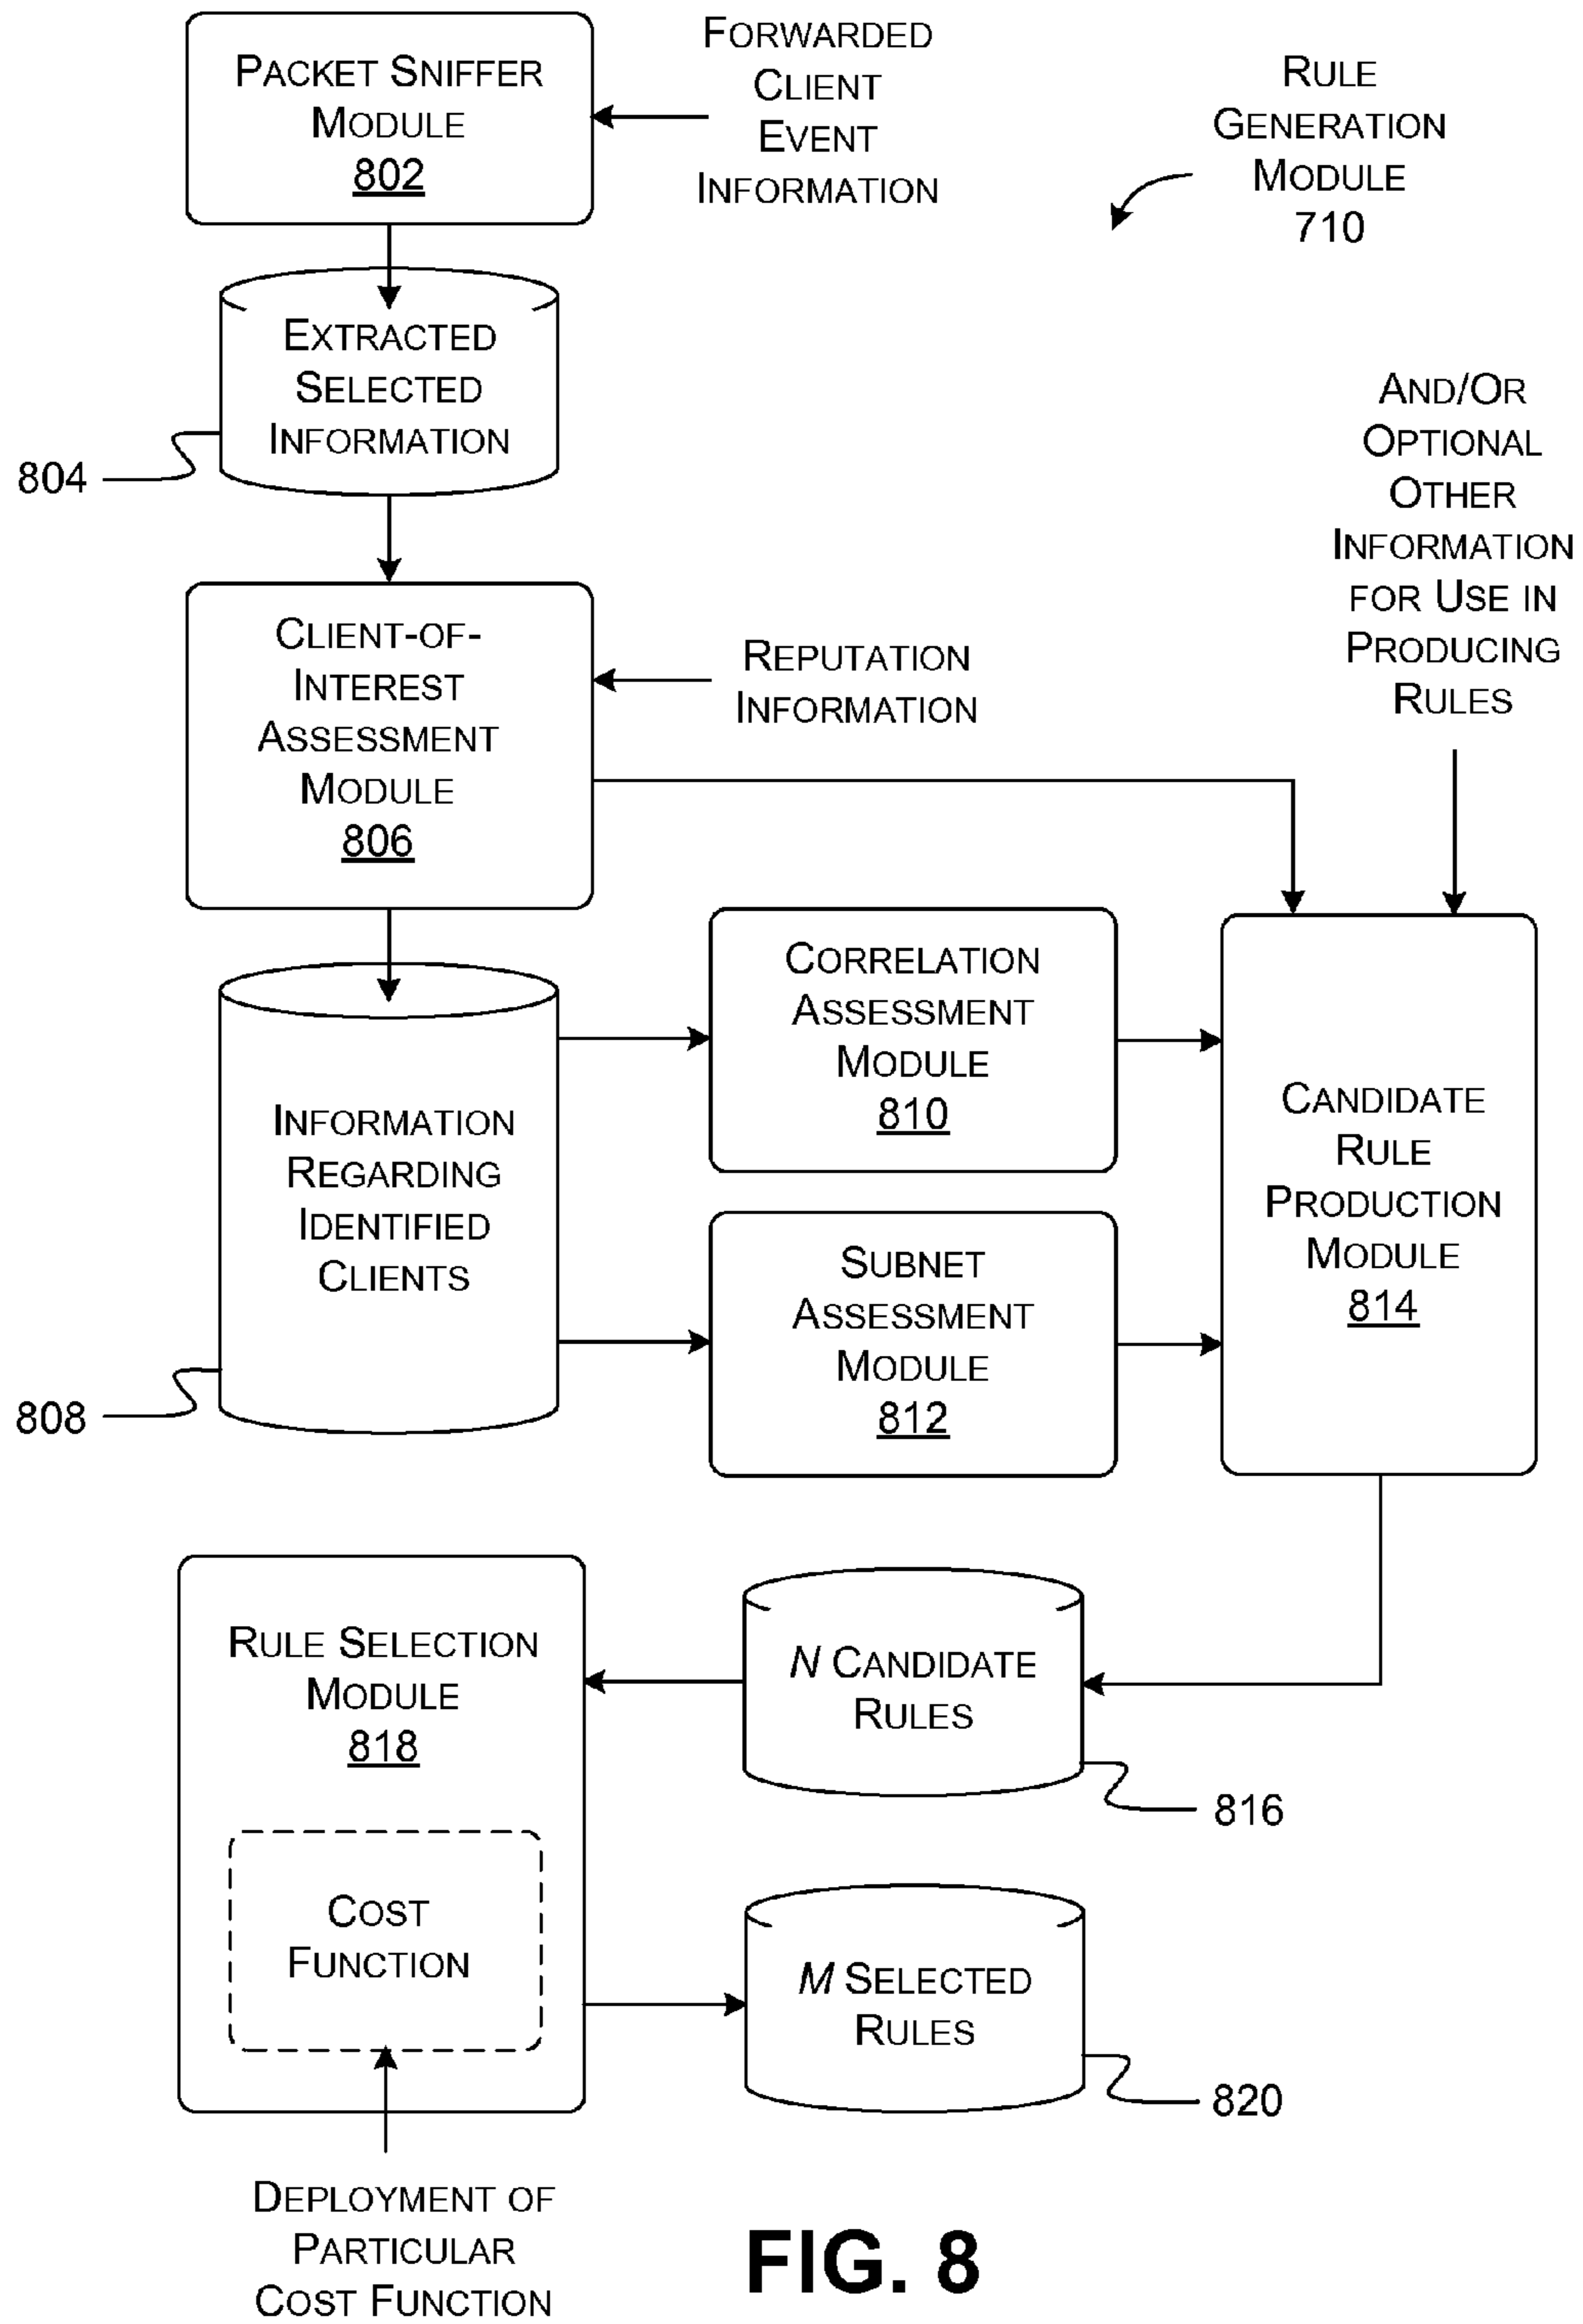 Packet Sniffer
Module
802
Forwarded
Client
Event
Information
Rule
Generation
Module
710
Extracted
Selected
Information
804
And/Or
Optional
Other
Information
for Use in
Producing
Rules
Client-of-
Interest
Assessment
Module
806
Reputation
Information
Correlation
Assessment
Module
810
Information
Regarding
Identified
Clients
808
Subnet
Assessment
Module
812
Candidate
Rule
Production
Module
814
Rule Selection
Module
818
N Candidate
Rules
816
Cost
Function
M Selected
Rules
820
Deployment of
Particular
Cost Function
FIG. 8